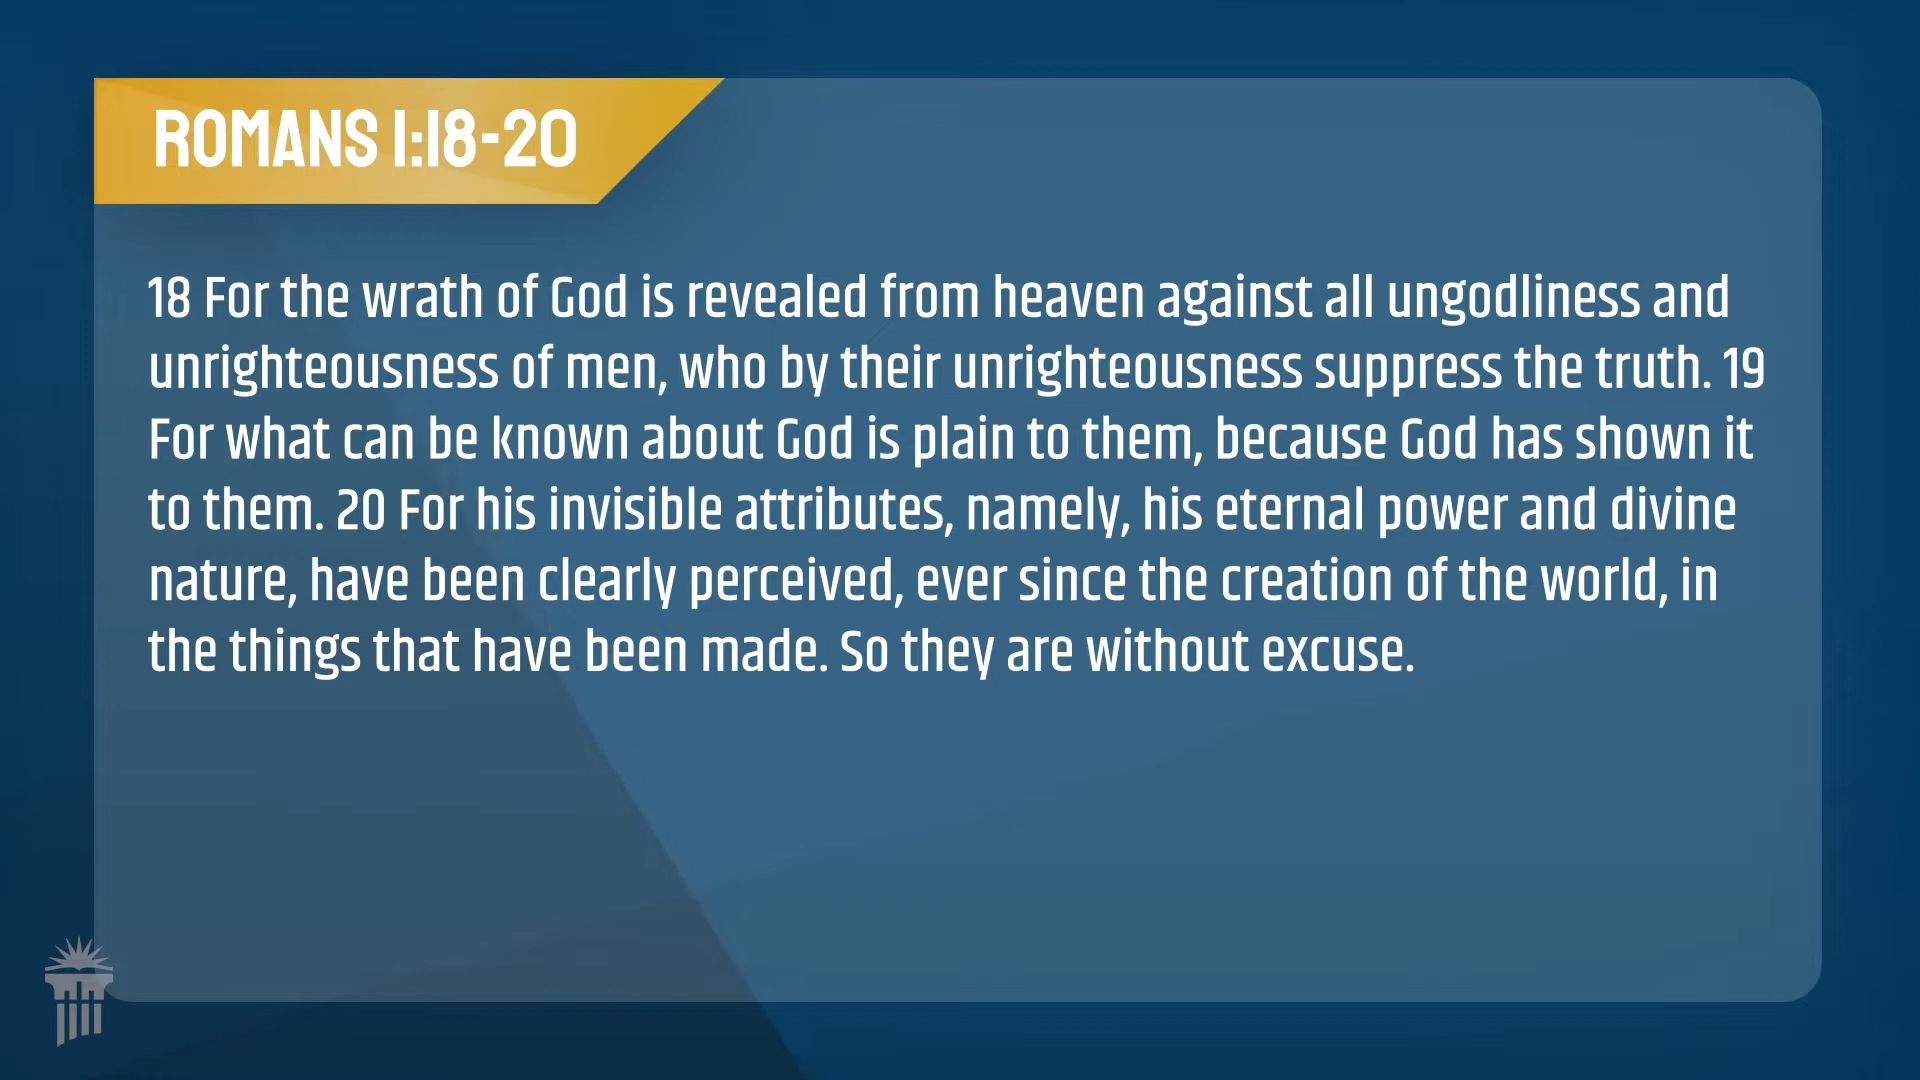 ROMANS 1:18-20
18 For the wrath of God is revealed from heaven against all ungodliness and
unrighteousness of men, who by their unrighteousness suppress the truth. 19
For what can be known about God is plain to them, because God has shown it
to them. 20 For his invisible attributes, namely, his eternal power and divine
nature, have been clearly perceived, ever since the creation of the world, in
the things that have been made. So they are without excuse.